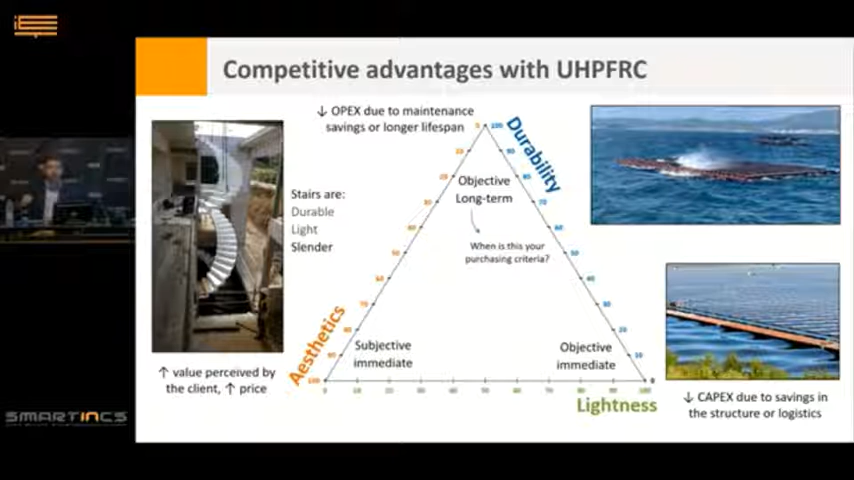 Competitive advantages with UHPFRC
↓ OPEX due to maintenance
savings or longer lifespan
Durability
Objective
Long-term
When is this your
purchasing criteria?
Stairs are:
Durable
Light
Slender
Aesthetics
Subjective
immediate
Objective
immediate
Lightness
↑ value perceived by
the client, ↑ price
↓ CAPEX due to savings in
the structure or logistics
SMARTINCS